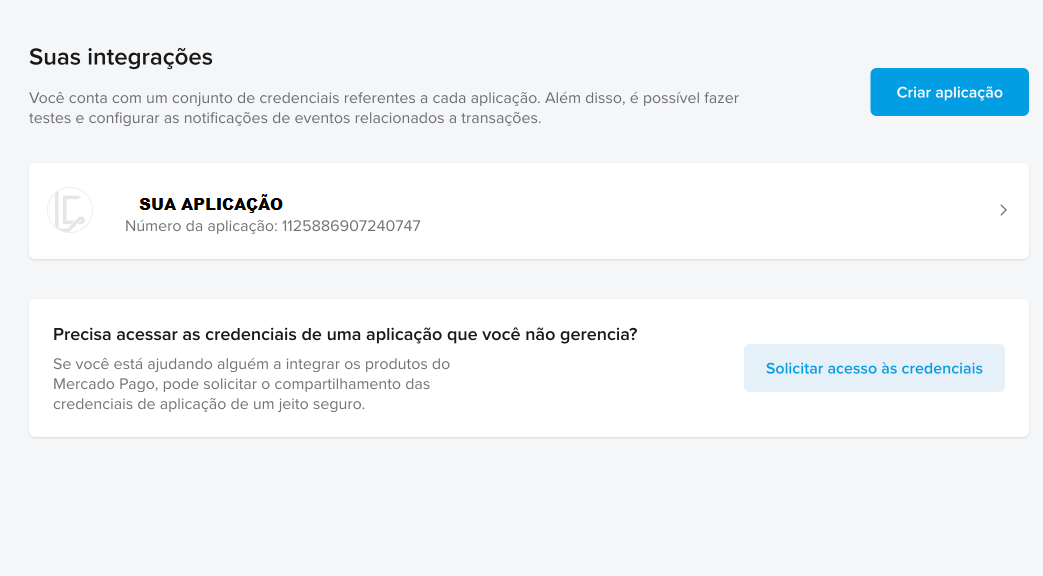 Suas integrações
Você conta com um conjunto de credenciais referentes a cada aplicação. Além disso, é possível fazer
testes e configurar as notificações de eventos relacionados a transações.
Criar aplicação
SUA APLICAÇÃO
Número da aplicação: 1125886907240747
Precisa acessar as credenciais de uma aplicação que você não gerencia?
Se você está ajudando alguém a integrar os produtos do
Mercado Pago, pode solicitar o compartilhamento das
credenciais de aplicação de um jeito seguro.
Solicitar acesso às credenciais